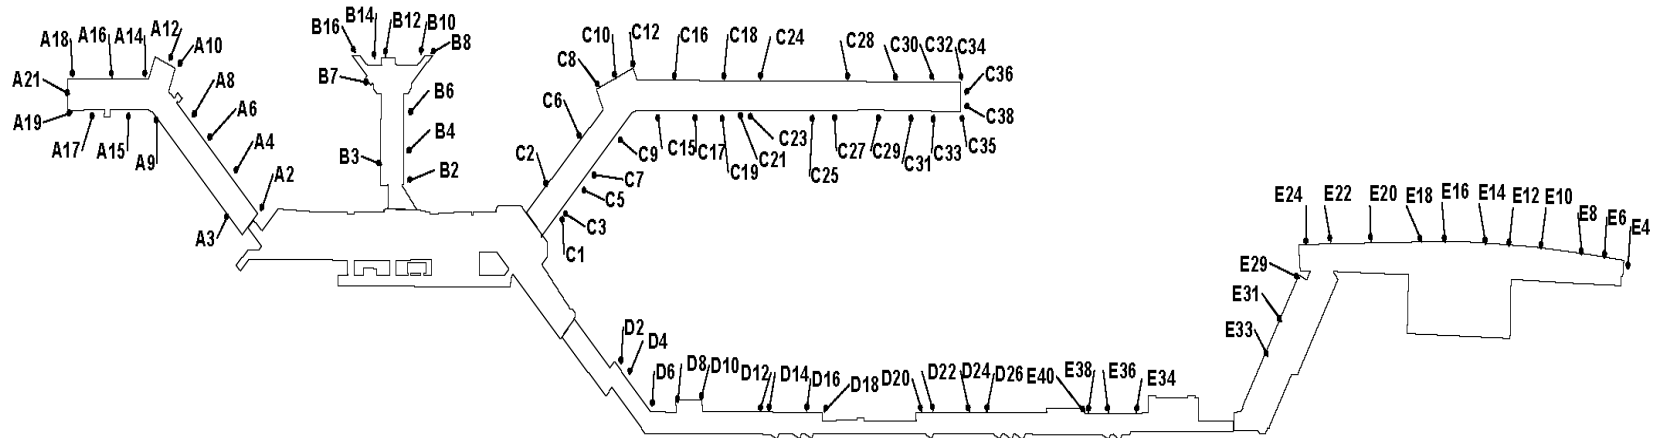 A18
A16
A14
A12
A10
A21
A8
A6
A4
A2
A19
A17
A15
A9
A3
B16
B14
B12
B10
B8
B7
B6
B4
B3
B2
C8
C10
C12
C16
C18
C24
C28
C30
C32
C34
C36
C38
C6
C2
C9
C7
C5
C3
C1
C15
C17
C19
C21
C23
C25
C27
C29
C31
C33
C35
D2
D4
D6
D8
D10
D12
D14
D16
D18
D20
D22
D24
D26
E40
E38
E36
E34
E24
E22
E20
E18
E16
E14
E12
E10
E8
E6
E4
E29
E31
E33